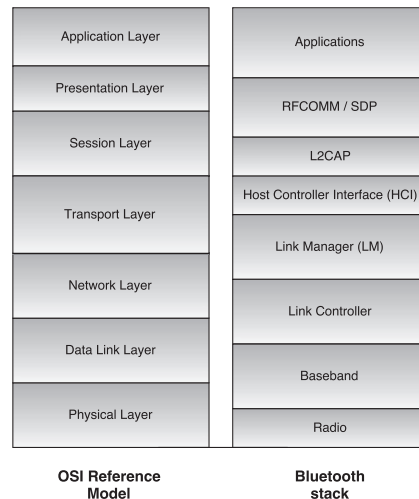 Application Layer
Presentation Layer
Session Layer
Transport Layer
Network Layer
Data Link Layer
Physical Layer
OSI Reference
Model
Applications
RFCOMM / SDP
L2CAP
Host Controller Interface (HCI)
Link Manager (LM)
Link Controller
Baseband
Radio
Bluetooth
stack